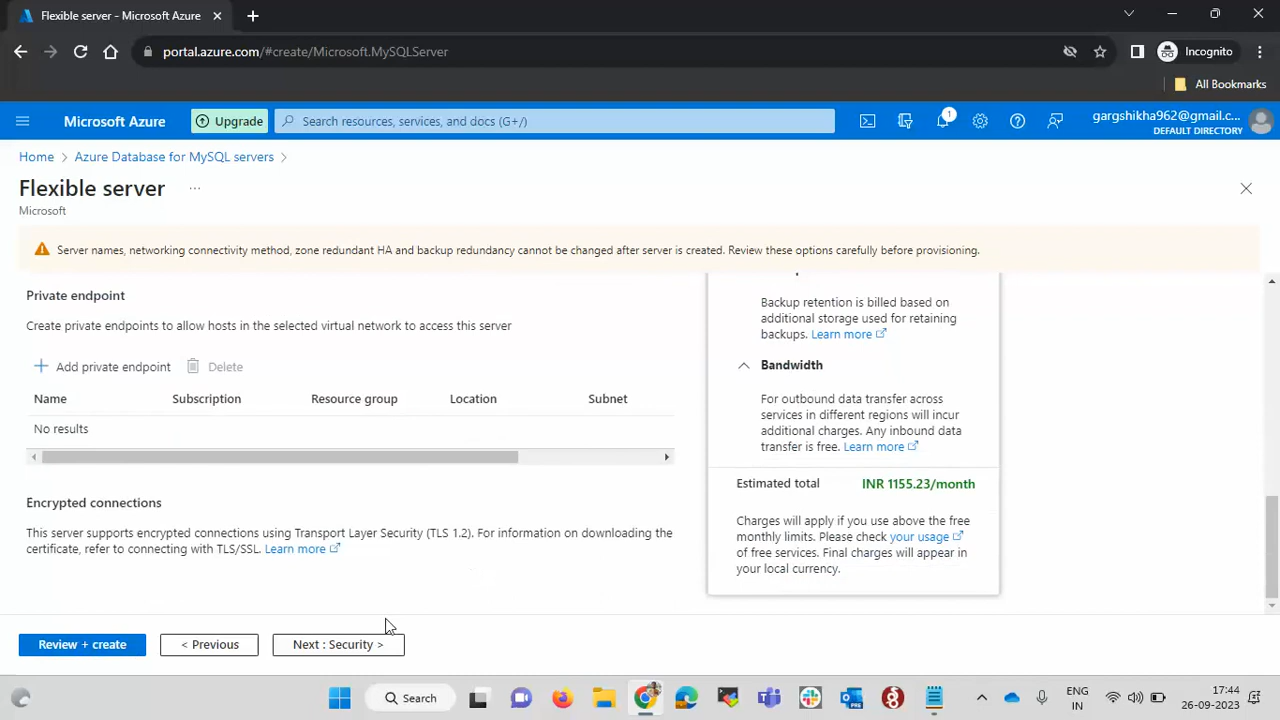 Flexible server - Microsoft Azure
portal.azure.com/#create/Microsoft.MySQLServer
Incognito
All Bookmarks
Microsoft Azure
Upgrade
Search resources, services, and docs (G+/)
1
gargshikha962@gmail.c...
DEFAULT DIRECTORY
Home > Azure Database for MySQL servers >
Flexible server ...
Microsoft
Server names, networking connectivity method, zone redundant HA and backup redundancy cannot be changed after server is created. Review these options carefully before provisioning.
Private endpoint
Create private endpoints to allow hosts in the selected virtual network to access this server
+ Add private endpoint Delete
Name Subscription Resource group Location Subnet
No results
Encrypted connections
This server supports encrypted connections using Transport Layer Security (TLS 1.2). For information on downloading the
certificate, refer to connecting with TLS/SSL. Learn more
Backup retention is billed based on
additional storage used for retaining
backups. Learn more
Bandwidth
For outbound data transfer across
services in different regions will incur
additional charges. Any inbound data
transfer is free. Learn more
Estimated total INR 1155.23/month
Charges will apply if you use above the free
monthly limits. Please check your usage
of free services. Final charges will appear in
your local currency.
Review + create
< Previous
Next : Security >
Search
ENG
IN
17:44
26-09-2023